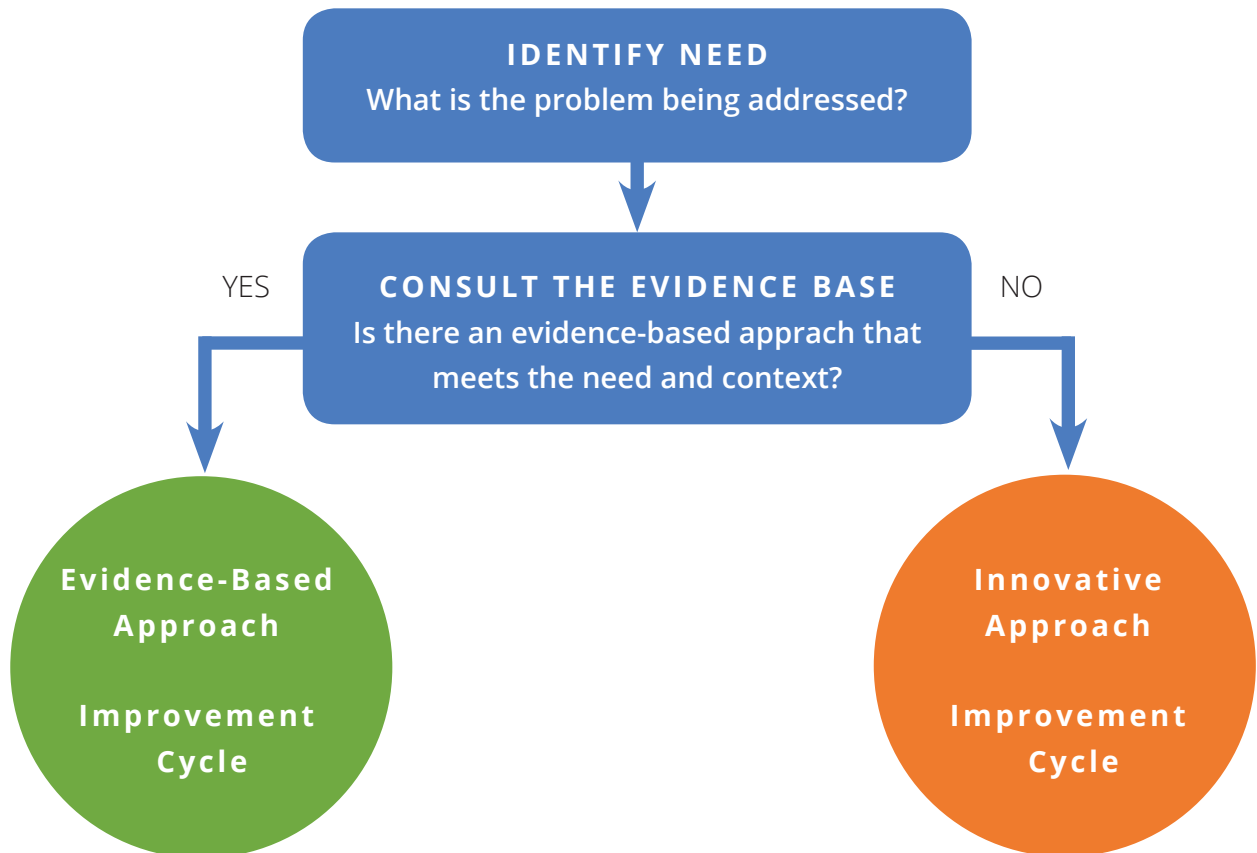 IDENTIFY NEED
What is the problem being addressed?
YES
CONSULT THE EVIDENCE BASE
NO
Is there an evidence-based apprach that
meets the need and context?
Evidence-Based
Approach
Improvement
Cycle
Innovative
Approach
Improvement
Cycle